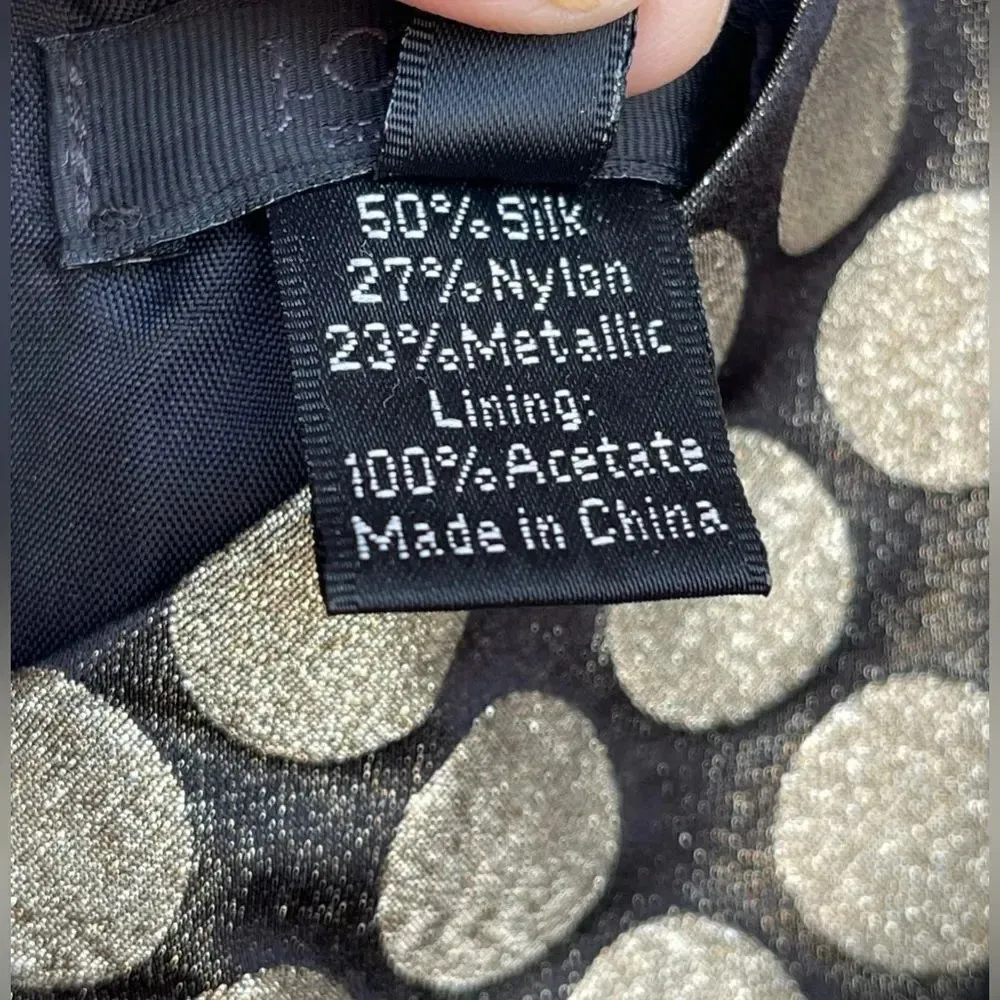 50% Silk
27% Nylon
23% Metallic
Lining:
100% Acetate
Made in China